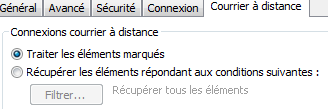 Général Avancé Sécurité Connexion Courrier à distance
Connexions courrier à distance
Traiter les éléments marqués
Récupérer les éléments répondant aux conditions suivantes :
Filtrer... Récupérer tous les éléments